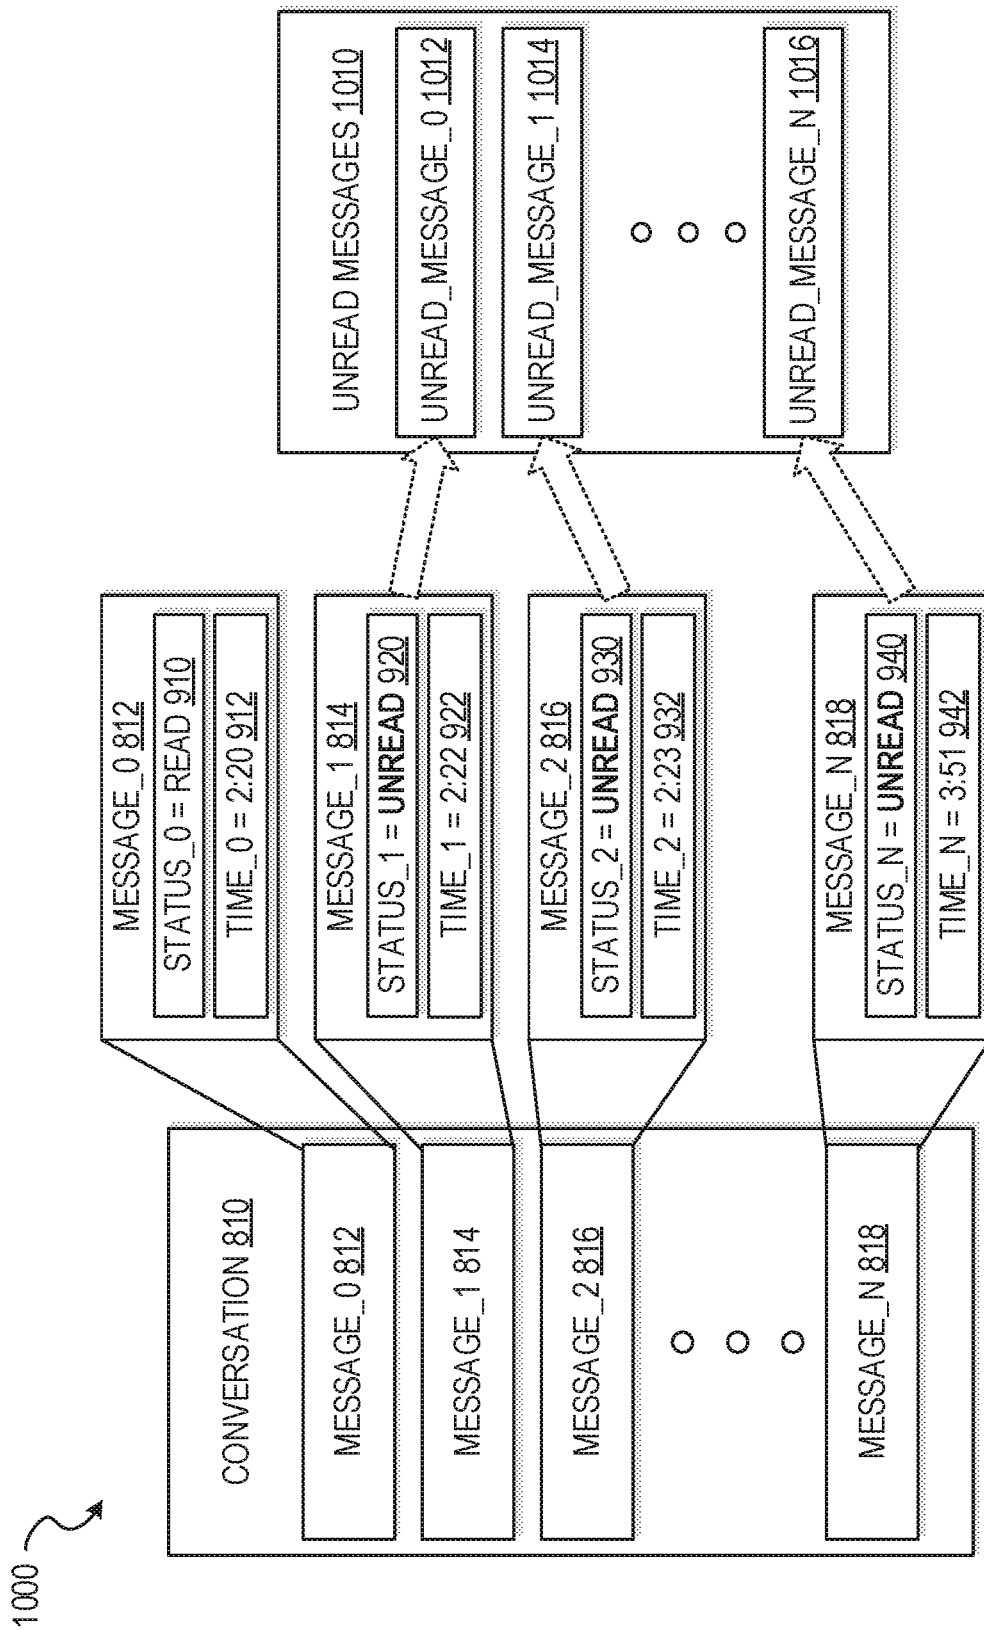 1000
CONVERSATION 810
MESSAGE_0 812
MESSAGE_1 814
MESSAGE_2 816
MESSAGE_N 818
MESSAGE_0 812
STATUS_0 = READ 910
TIME_0 = 2:20 912
MESSAGE_1 814
STATUS_1 = UNREAD 920
TIME_1 = 2:22 922
MESSAGE_2 816
STATUS_2 = UNREAD 930
TIME_2 = 2:23 932
MESSAGE_N 818
STATUS_N = UNREAD 940
TIME_N = 3:51 942
UNREAD MESSAGES 1010
UNREAD_MESSAGE_0 1012
UNREAD_MESSAGE_1 1014
UNREAD_MESSAGE_N 1016